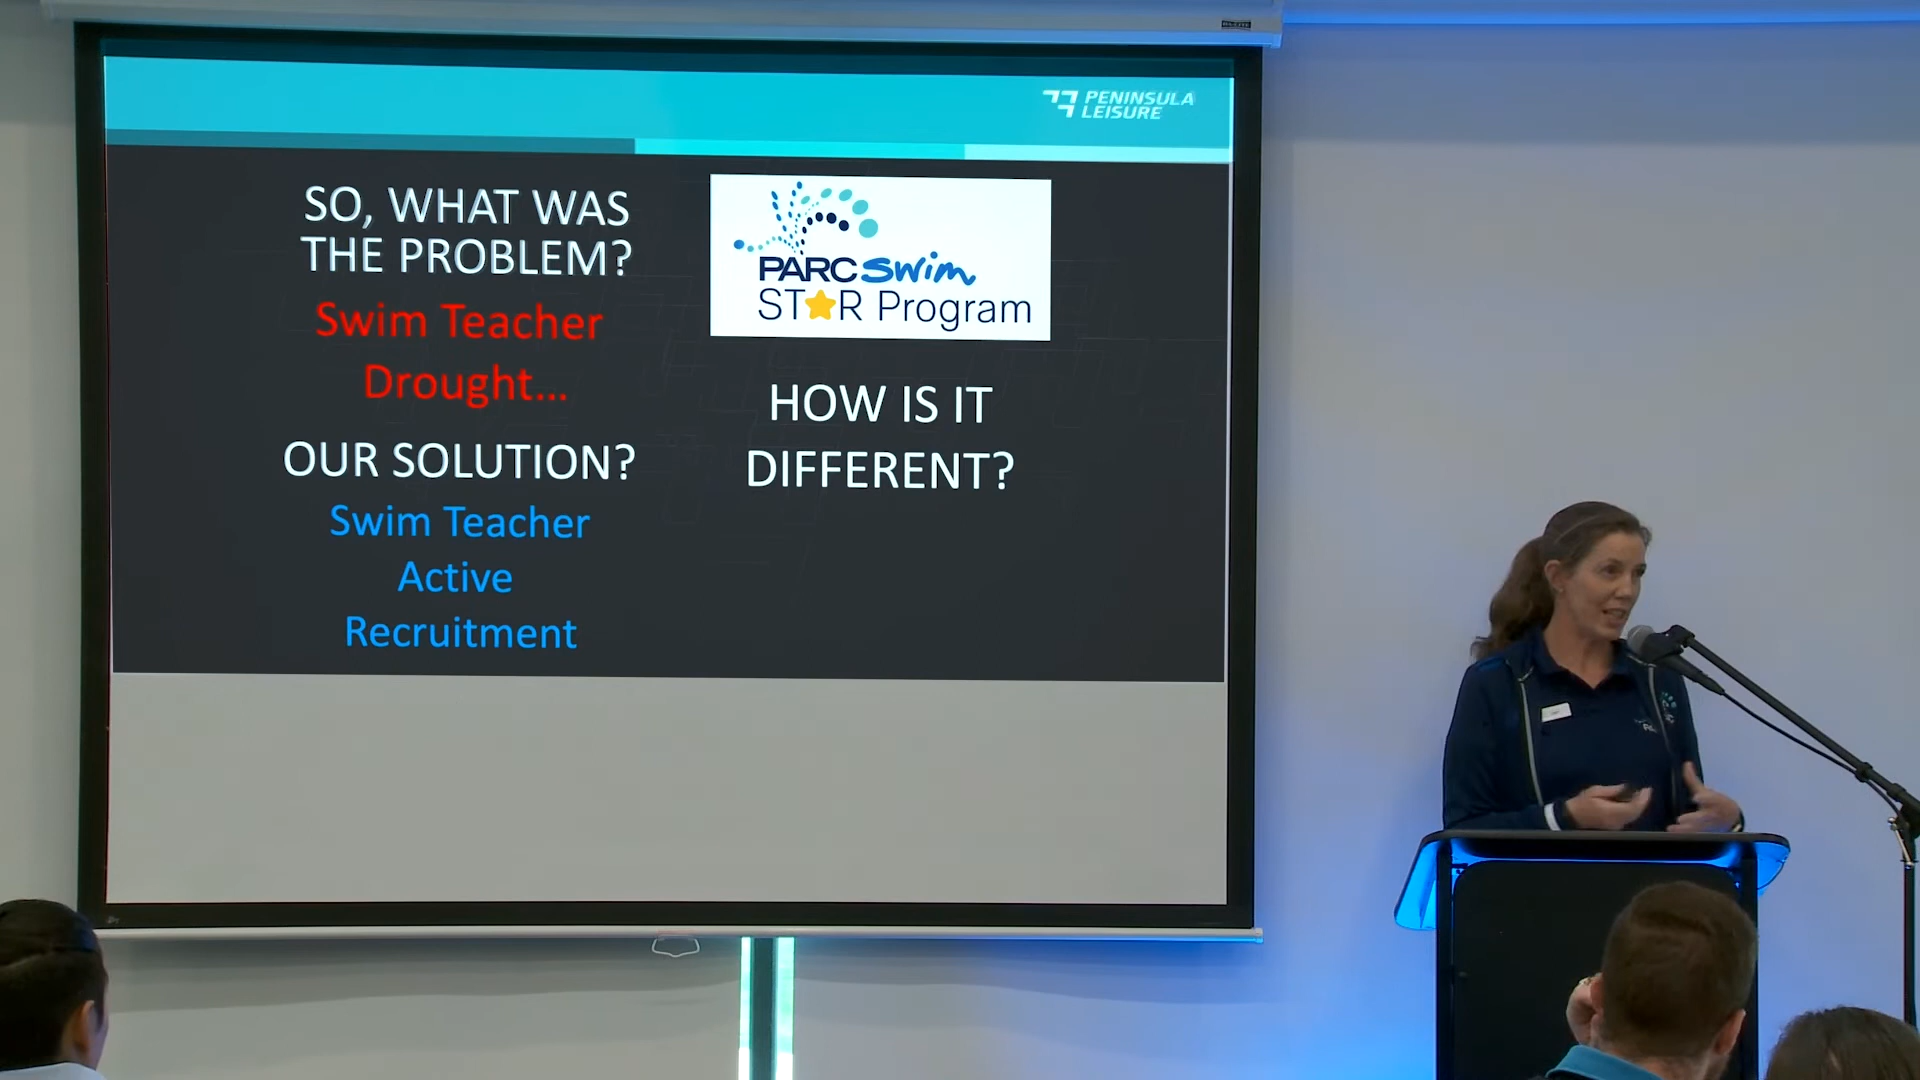 PENINSULA
LEISURE
SO, WHAT WAS
THE PROBLEM?
Swim Teacher
Drought...
OUR SOLUTION?
Swim Teacher
Active
Recruitment
PARC swim
ST★R Program
HOW IS IT
DIFFERENT?